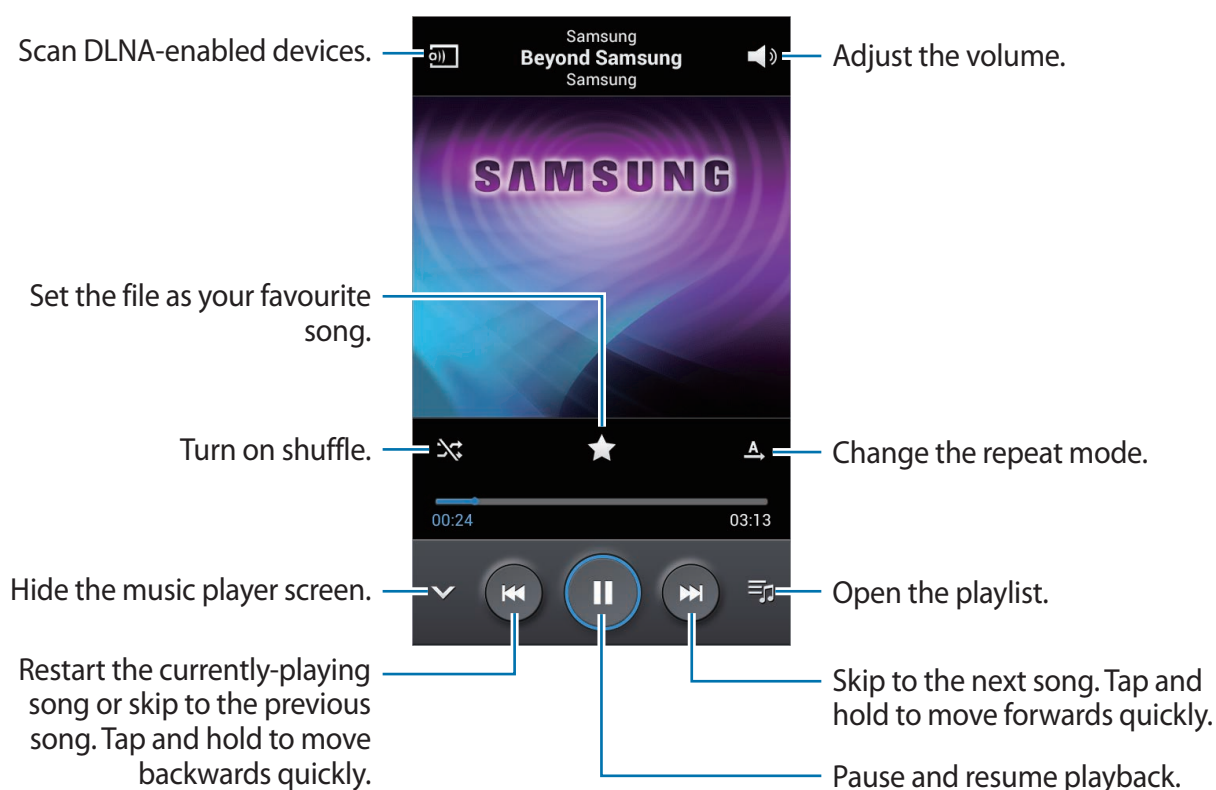 Scan DLNA-enabled devices.
Samsung
Beyond Samsung
Samsung
Adjust the volume.
SAMSUNG
Set the file as your favourite
song.
Turn on shuffle.
A
Change the repeat mode.
00:24
03:13
Hide the music player screen.
Open the playlist.
Restart the currently-playing
song or skip to the previous
song. Tap and hold to move
backwards quickly.
Skip to the next song. Tap and
hold to move forwards quickly.
Pause and resume playback.